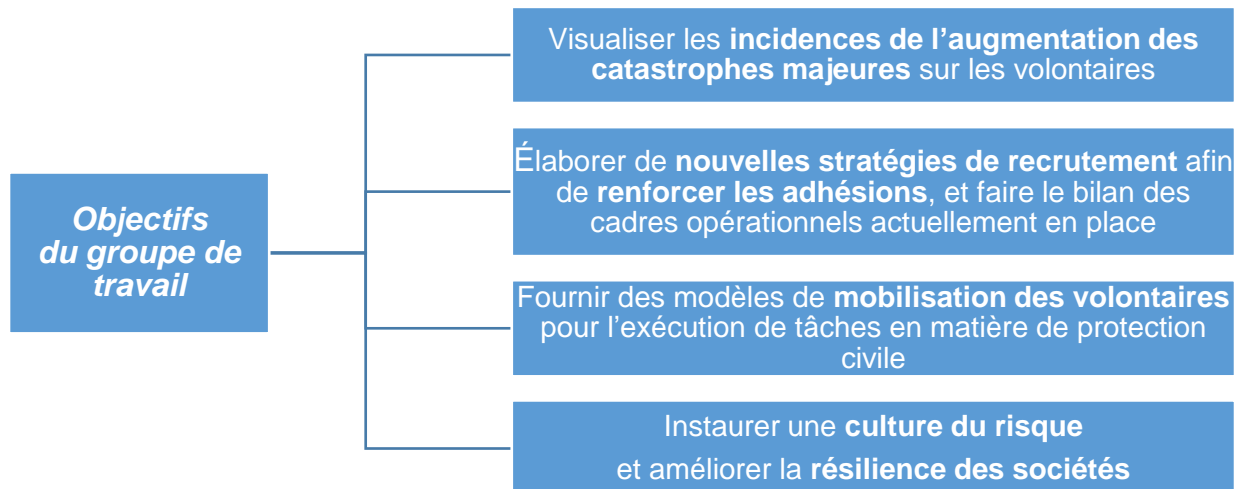 Objectifs
du groupe de
travail
Visualiser les incidences de l’augmentation des
catastrophes majeures sur les volontaires
Élaborer de nouvelles stratégies de recrutement afin
de renforcer les adhésions, et faire le bilan des
cadres opérationnels actuellement en place
Fournir des modèles de mobilisation des volontaires
pour l’exécution de tâches en matière de protection
civile
Instaurer une culture du risque
et améliorer la résilience des sociétés